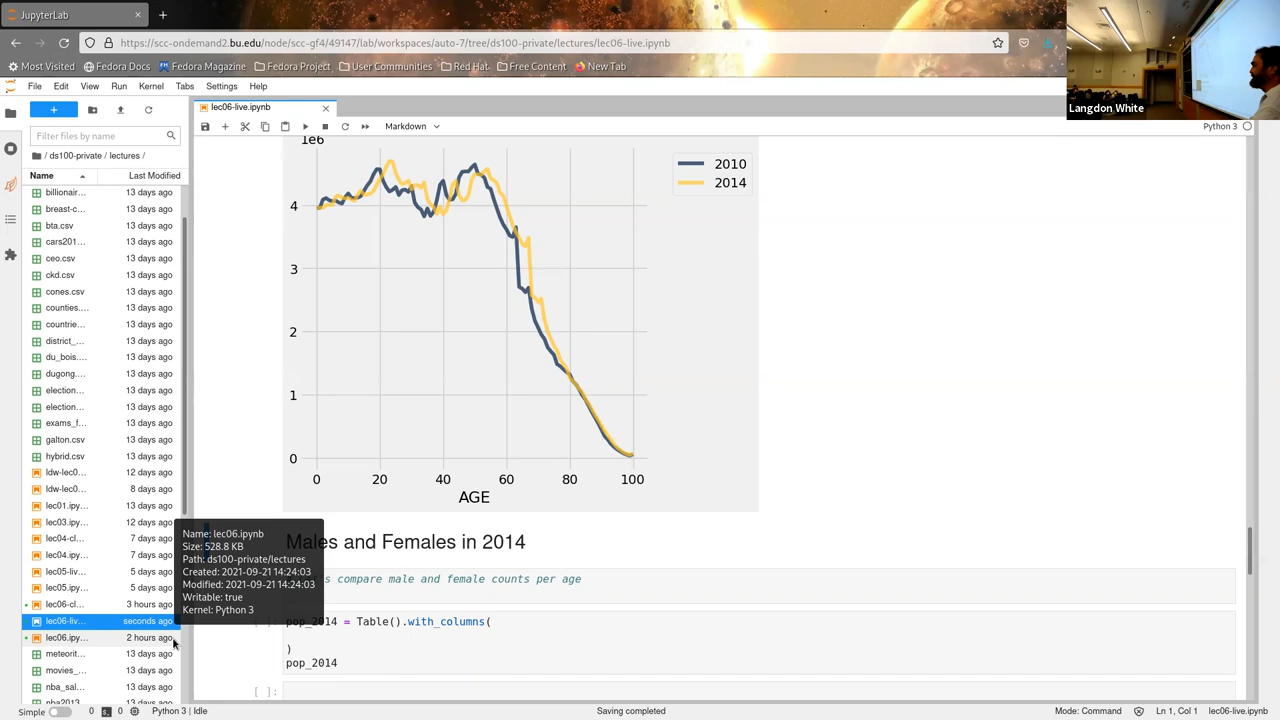 JupyterLab
https://scc-ondemand2.bu.edu/node/scc-gf4/49147/lab/workspaces/auto-7/tree/ds100-private/lectures/lec06-live.ipynb
Most Visited Fedora Docs Fedora Magazine Fedora Project User Communities Red Hat Free Content New Tab
Langdon White
File Edit View Run Kernel Tabs Settings Help
lec06-live.ipynb
Filter files by name
Markdown
Python 3
/ ds100-private / lectures /
Name Last Modified
billionair... 13 days ago
breast-c... 13 days ago
bta.csv 13 days ago
cars201... 13 days ago
ceo.csv 13 days ago
ckd.csv 13 days ago
cones.csv 13 days ago
counties.... 13 days ago
countrie... 13 days ago
district_... 13 days ago
du_bois.... 13 days ago
dugong.... 13 days ago
election... 13 days ago
election... 13 days ago
exams_f... 13 days ago
galton.csv 13 days ago
hybrid.csv 13 days ago
ldw-lec0... 12 days ago
ldw-lec0... 8 days ago
lec01.ipy... 13 days ago
lec03.ipy... 12 days ago
lec04-cl... 7 days ago
lec04.ipy... 7 days ago
lec05-liv... 5 days ago
lec05.ipy... 5 days ago
lec06-cl... 3 hours ago
lec06-liv... seconds ago
lec06.ipy... 2 hours ago
meteorit... 13 days ago
movies_... 13 days ago
nba_sal... 13 days ago
nba2013... 13 days ago
1e6
2010
2014
4
3
2
1
0
0 20 40 60 80 100
AGE
Name: lec06.ipynb
Size: 528.8 KB
Path: ds100-private/lectures
Created: 2021-09-21 14:24:03
Modified: 2021-09-21 14:24:03
Writable: true
Kernel: Python 3
Males and Females in 2014
s compare male and female counts per age
[ ]: pop_2014 = Table().with_columns(
)
pop_2014
[ ]:
Simple 0 0 Python 3 | Idle Saving completed Mode: Command Ln 1, Col 1 lec06-live.ipynb